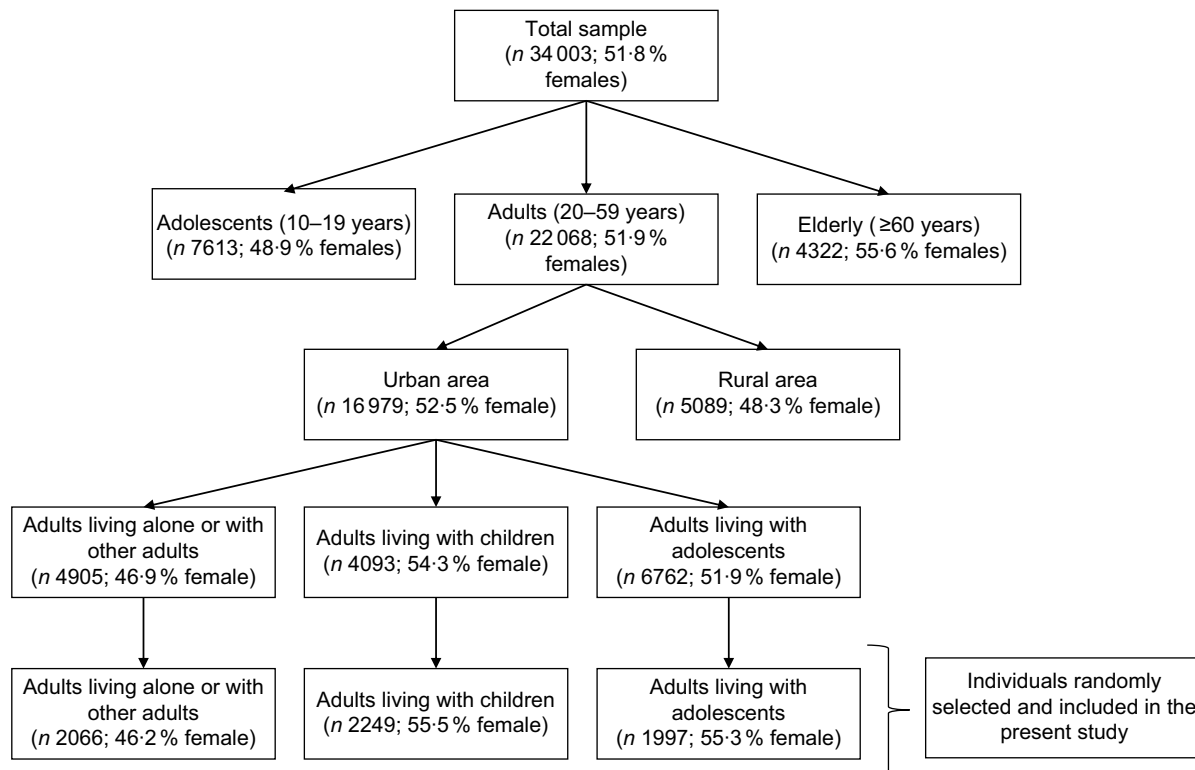 Total sample
(n 34 003; 51·8 %
females)
Adolescents (10–19 years)
(n 7613; 48·9 % females)
Adults (20–59 years)
(n 22 068; 51·9 %
females)
Elderly ( ≥60 years)
(n 4322; 55·6 % females)
Urban area
(n 16 979; 52·5 % female)
Rural area
(n 5089; 48·3 % female)
Adults living alone or with
other adults
(n 4905; 46·9 % female)
Adults living with children
(n 4093; 54·3 % female)
Adults living with
adolescents
(n 6762; 51·9 % female)
Adults living alone or with
other adults
(n 2066; 46·2 % female)
Adults living with children
(n 2249; 55·5 % female)
Adults living with
adolescents
(n 1997; 55·3 % female)
Individuals randomly
selected and included in the
present study